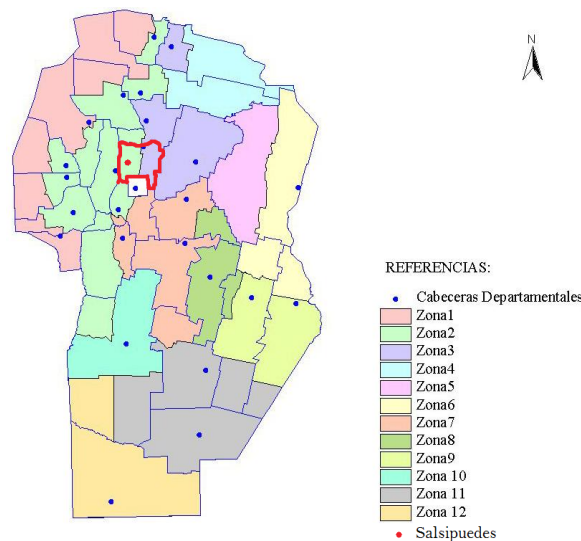 N
REFERENCIAS:
Cabeceras Departamentales
Zona1
Zona2
Zona3
Zona4
Zona5
Zona6
Zona7
Zona8
Zona9
Zona 10
Zona 11
Zona 12
Salsipuedes